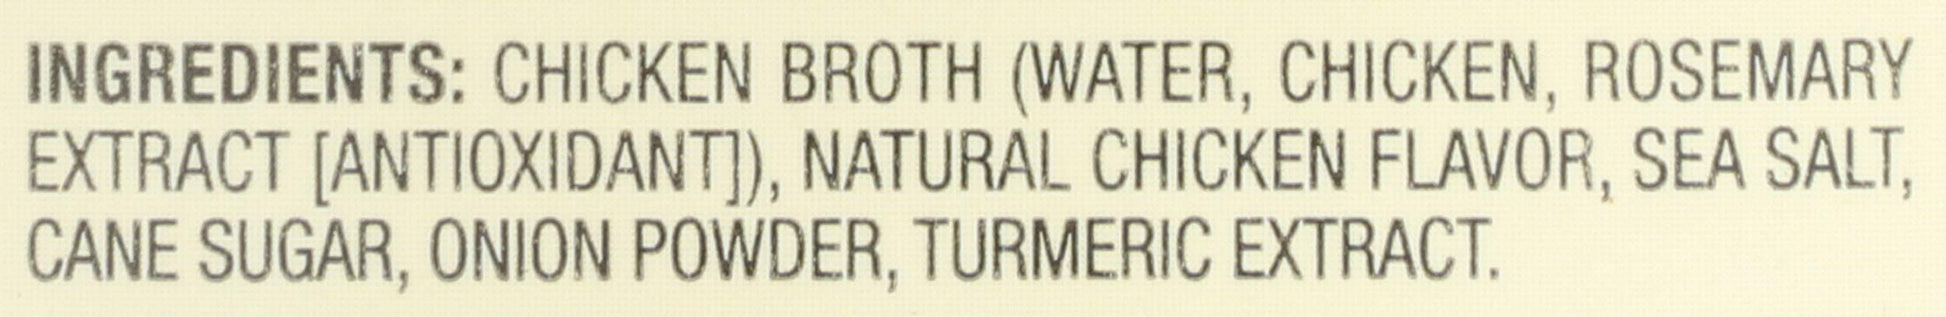 INGREDIENTS: CHICKEN BROTH (WATER, CHICKEN, ROSEMARY
EXTRACT [ANTIOXIDANT]), NATURAL CHICKEN FLAVOR, SEA SALT,
CANE SUGAR, ONION POWDER, TURMERIC EXTRACT.